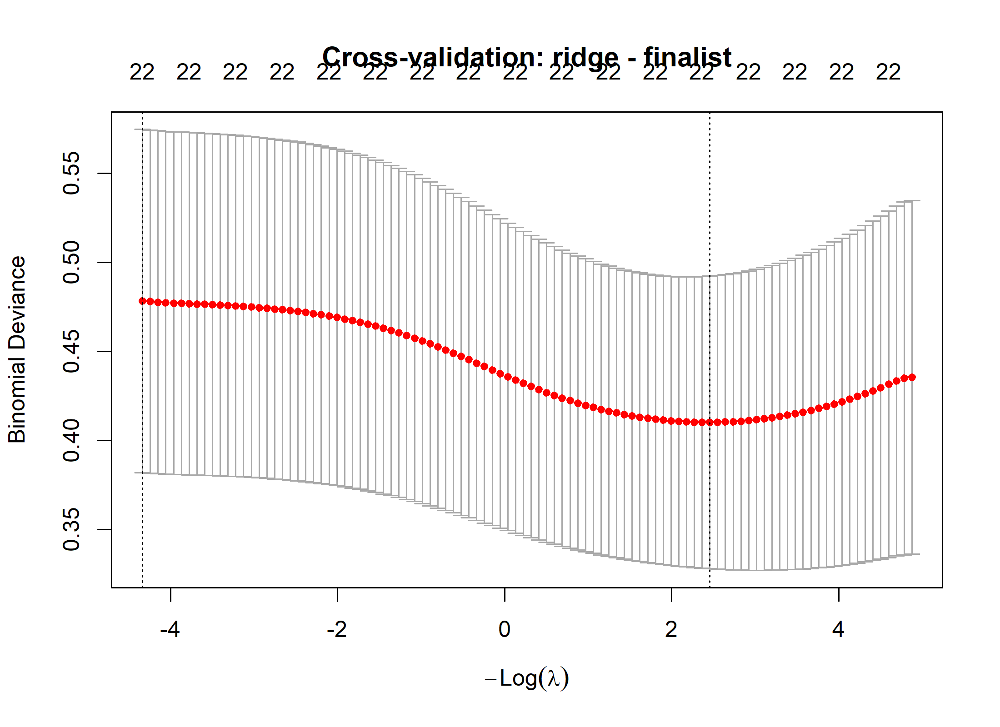 Cross-validation: ridge - finalist
22 22 22 22 22 22 22 22 22 22 22 22 22 22 22 22 22
Binomial Deviance
0.55
0.50
0.45
0.40
0.35
-4 -2 0 2 4
−Log(λ)